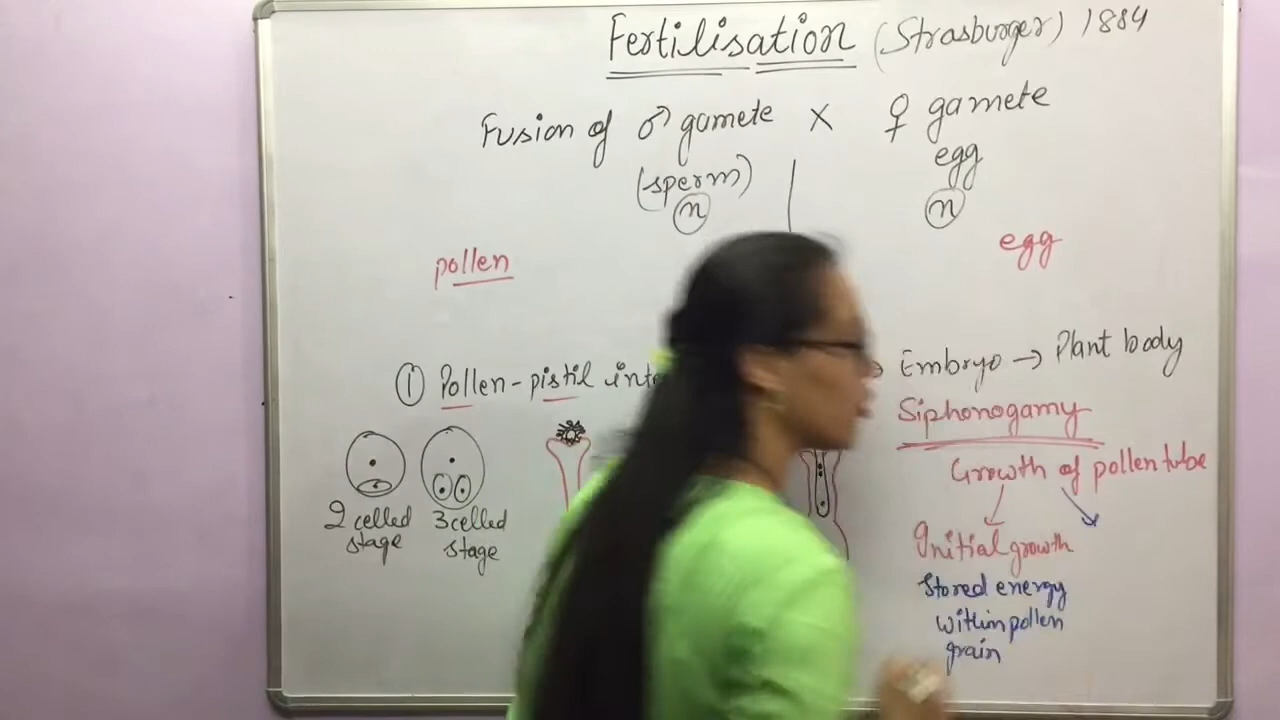 Fertilisation (Strasburger) 1884
Fusion of ♂ gamete X ♀ gamete
(sperm) egg
n n
pollen egg
① Pollen-pistil inte
Embryo → Plant body
Siphonogamy
Growth of pollen tube
2 celled stage
3 celled stage
Initial growth
Stored energy
within pollen
grain